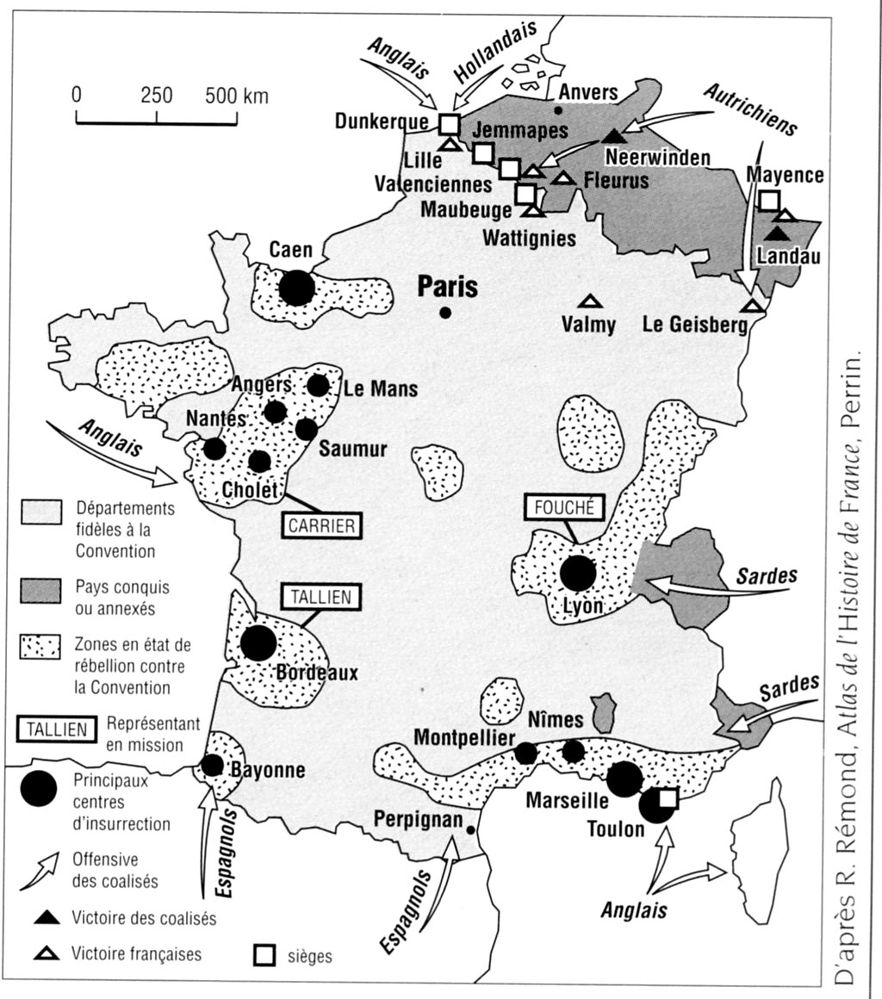 Anglais
Hollandais
0 250 500 km
Anvers
Autrichiens
Dunkerque
Jemmapes
Lille
Neerwinden
Valenciennes
Fleurus
Mayence
Maubeuge
Wattignies
Landau
Caen
Paris
Valmy
Le Geisberg
Angers
Le Mans
Nantes
Saumur
Anglais
Cholet
CARRIER
FOUCHÉ
Lyon
Sardes
TALLIEN
Bordeaux
Sardes
Nîmes
Montpellier
Bayonne
Marseille
Perpignan
Toulon
Espagnols
Espagnols
Anglais
Départements
fidèles à la
Convention
Pays conquis
ou annexés
Zones en état de
rébellion contre
la Convention
TALLIEN
Représentant
en mission
Principaux
centres
d'insurrection
Offensive
des coalisés
Victoire des coalisés
Victoire françaises
sièges
D'après R. Rémond, Atlas de l'Histoire de France, Perrin.